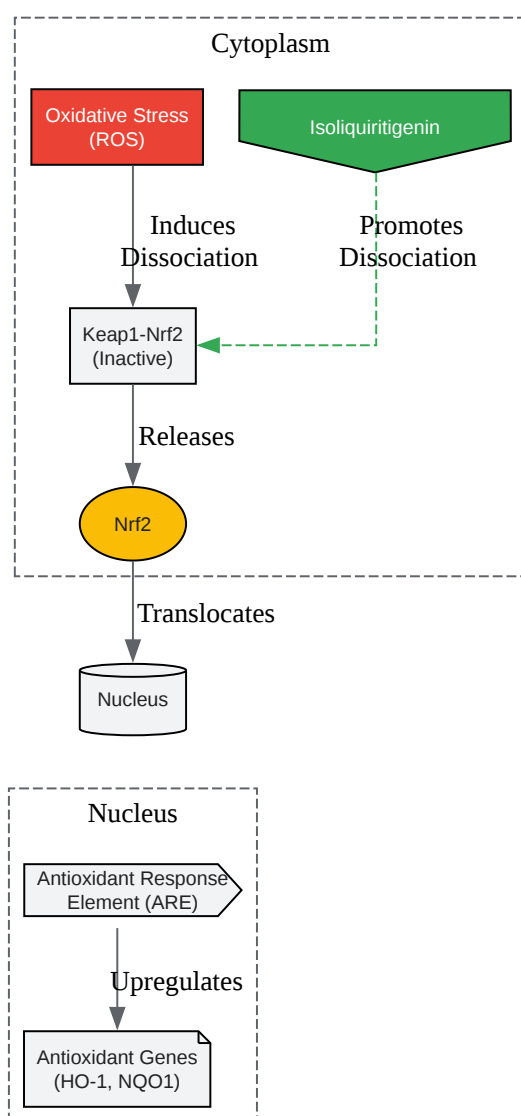 Cytoplasm
Oxidative Stress
(ROS)
Isoliquiritigenin
Induces
Dissociation
Promotes
Dissociation
Keap1-Nrf2
(Inactive)
Releases
Nrf2
Translocates
Nucleus
Nucleus
Antioxidant Response
Element (ARE)
Upregulates
Antioxidant Genes
(HO-1, NQO1)